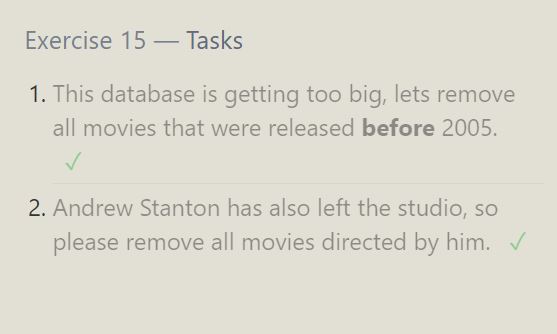 Exercise 15 — Tasks
1. This database is getting too big, lets remove
all movies that were released before 2005.
✓
2. Andrew Stanton has also left the studio, so
please remove all movies directed by him. ✓